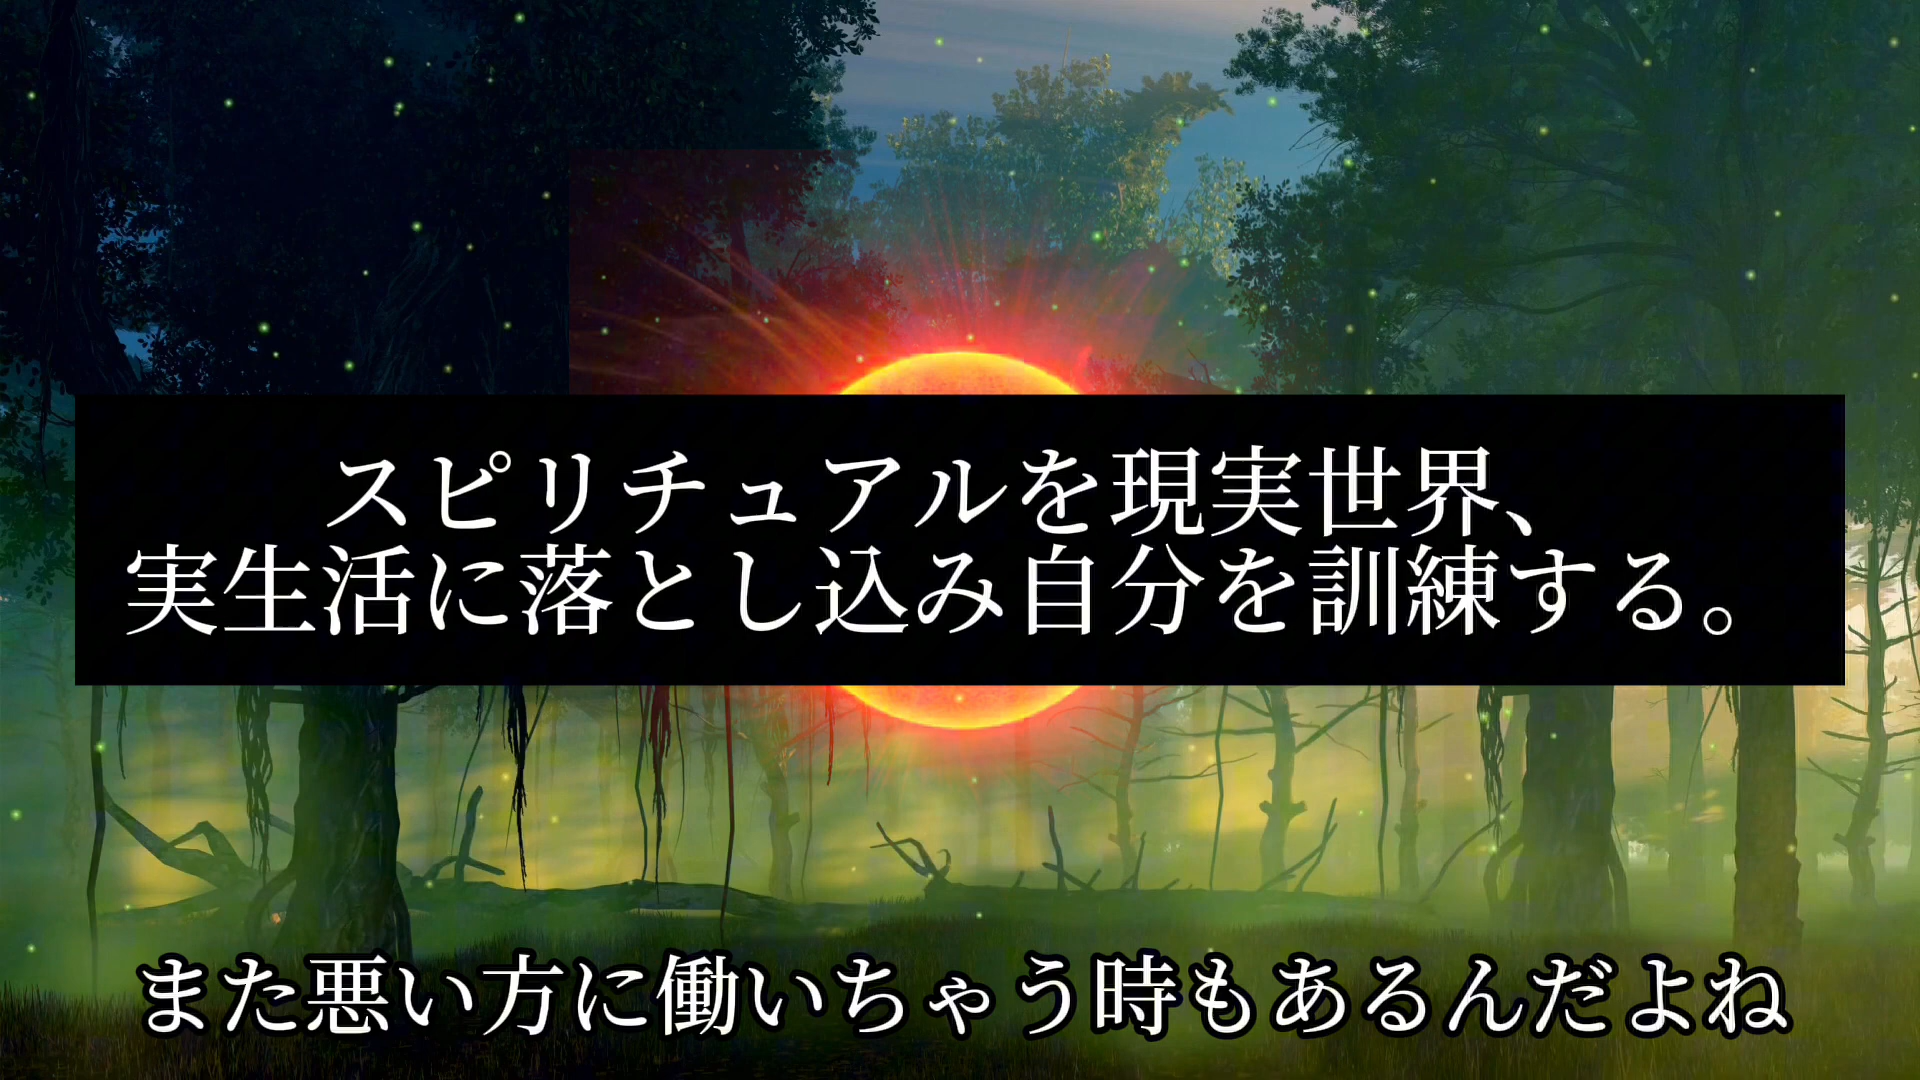 スピリチュアルを現実世界、
実生活に落とし込み自分を訓練する。
また悪い方に働いちゃう時もあるんだよね